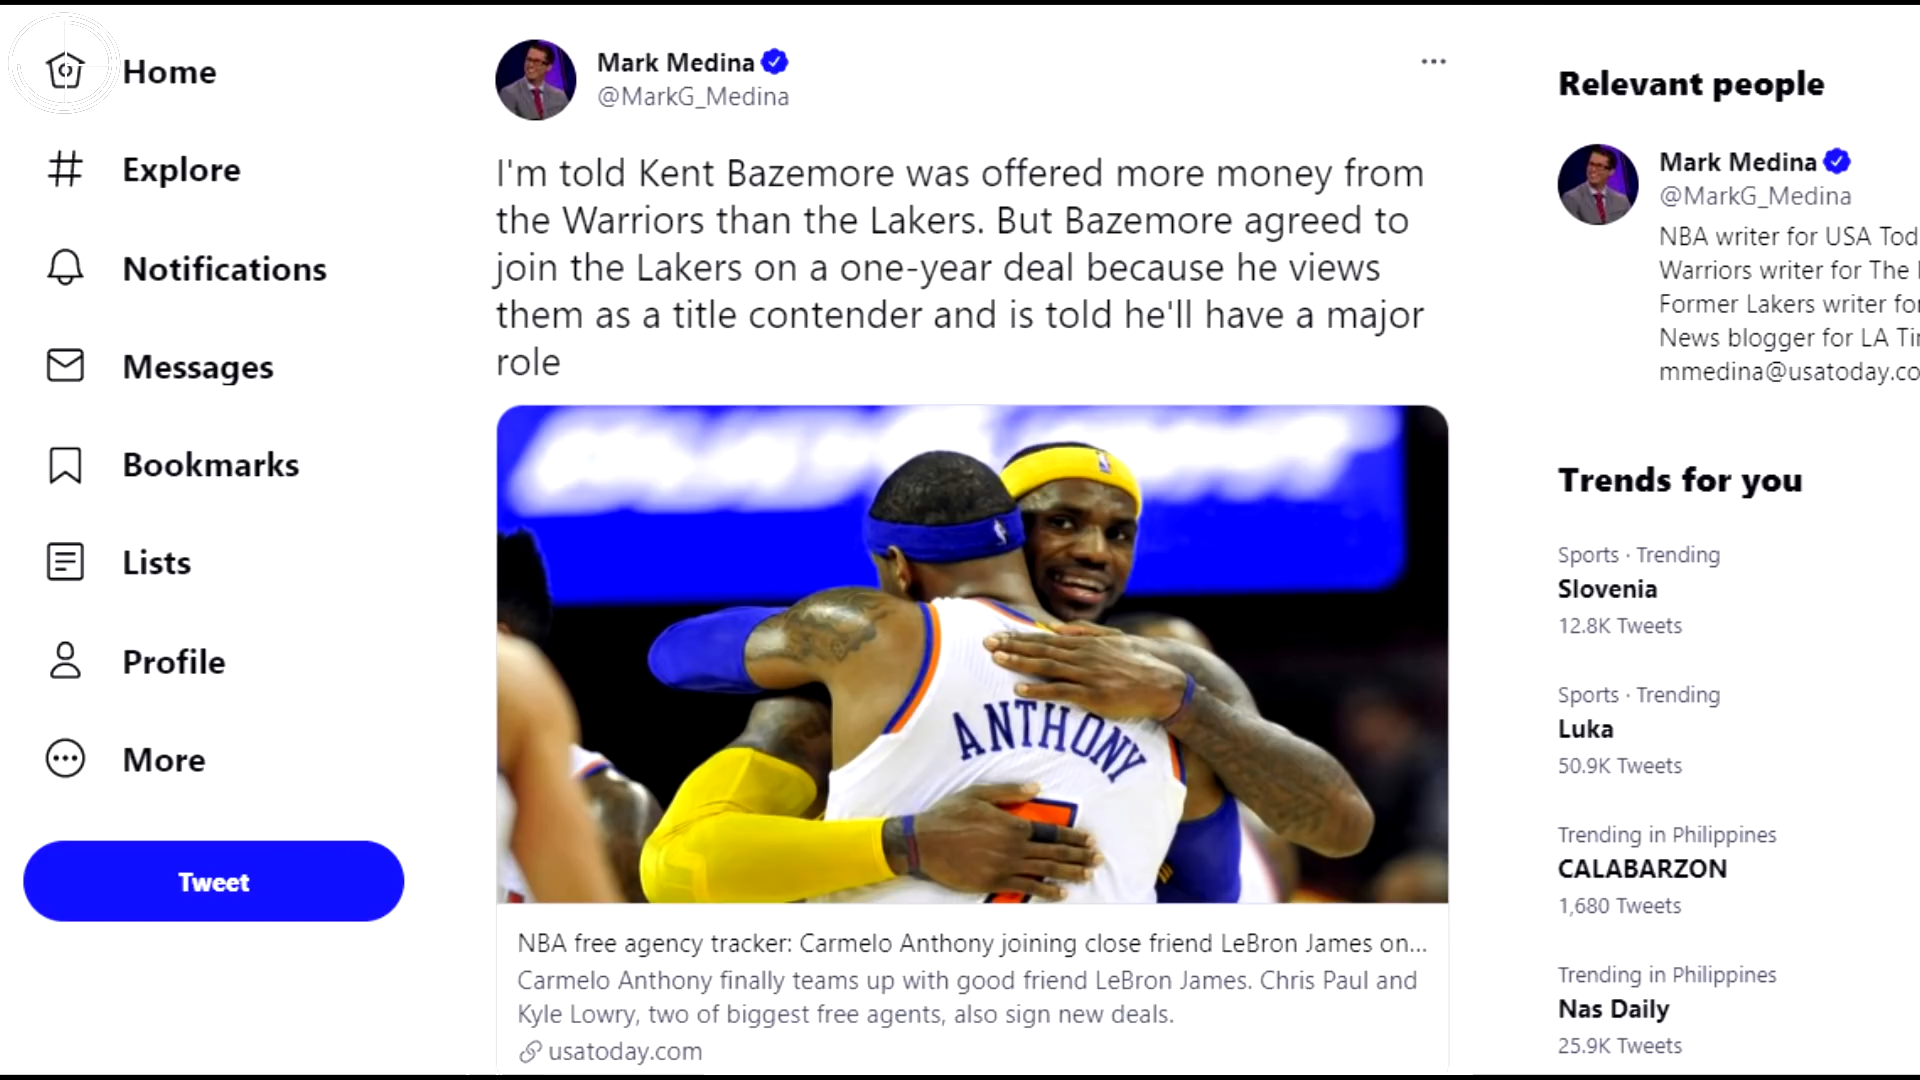 Home
Explore
Notifications
Messages
Bookmarks
Lists
Profile
More
Tweet
Mark Medina
@MarkG_Medina
I'm told Kent Bazemore was offered more money from
the Warriors than the Lakers. But Bazemore agreed to
join the Lakers on a one-year deal because he views
them as a title contender and is told he'll have a major
role
ANTHONY
7
NBA free agency tracker: Carmelo Anthony joining close friend LeBron James on...
Carmelo Anthony finally teams up with good friend LeBron James. Chris Paul and
Kyle Lowry, two of biggest free agents, also sign new deals.
usatoday.com
Relevant people
Mark Medina
@MarkG_Medina
NBA writer for USA Tod
Warriors writer for The
Former Lakers writer for
News blogger for LA Ti
mmedina@usatoday.co
Trends for you
Sports · Trending
Slovenia
12.8K Tweets
Sports · Trending
Luka
50.9K Tweets
Trending in Philippines
CALABARZON
1,680 Tweets
Trending in Philippines
Nas Daily
25.9K Tweets